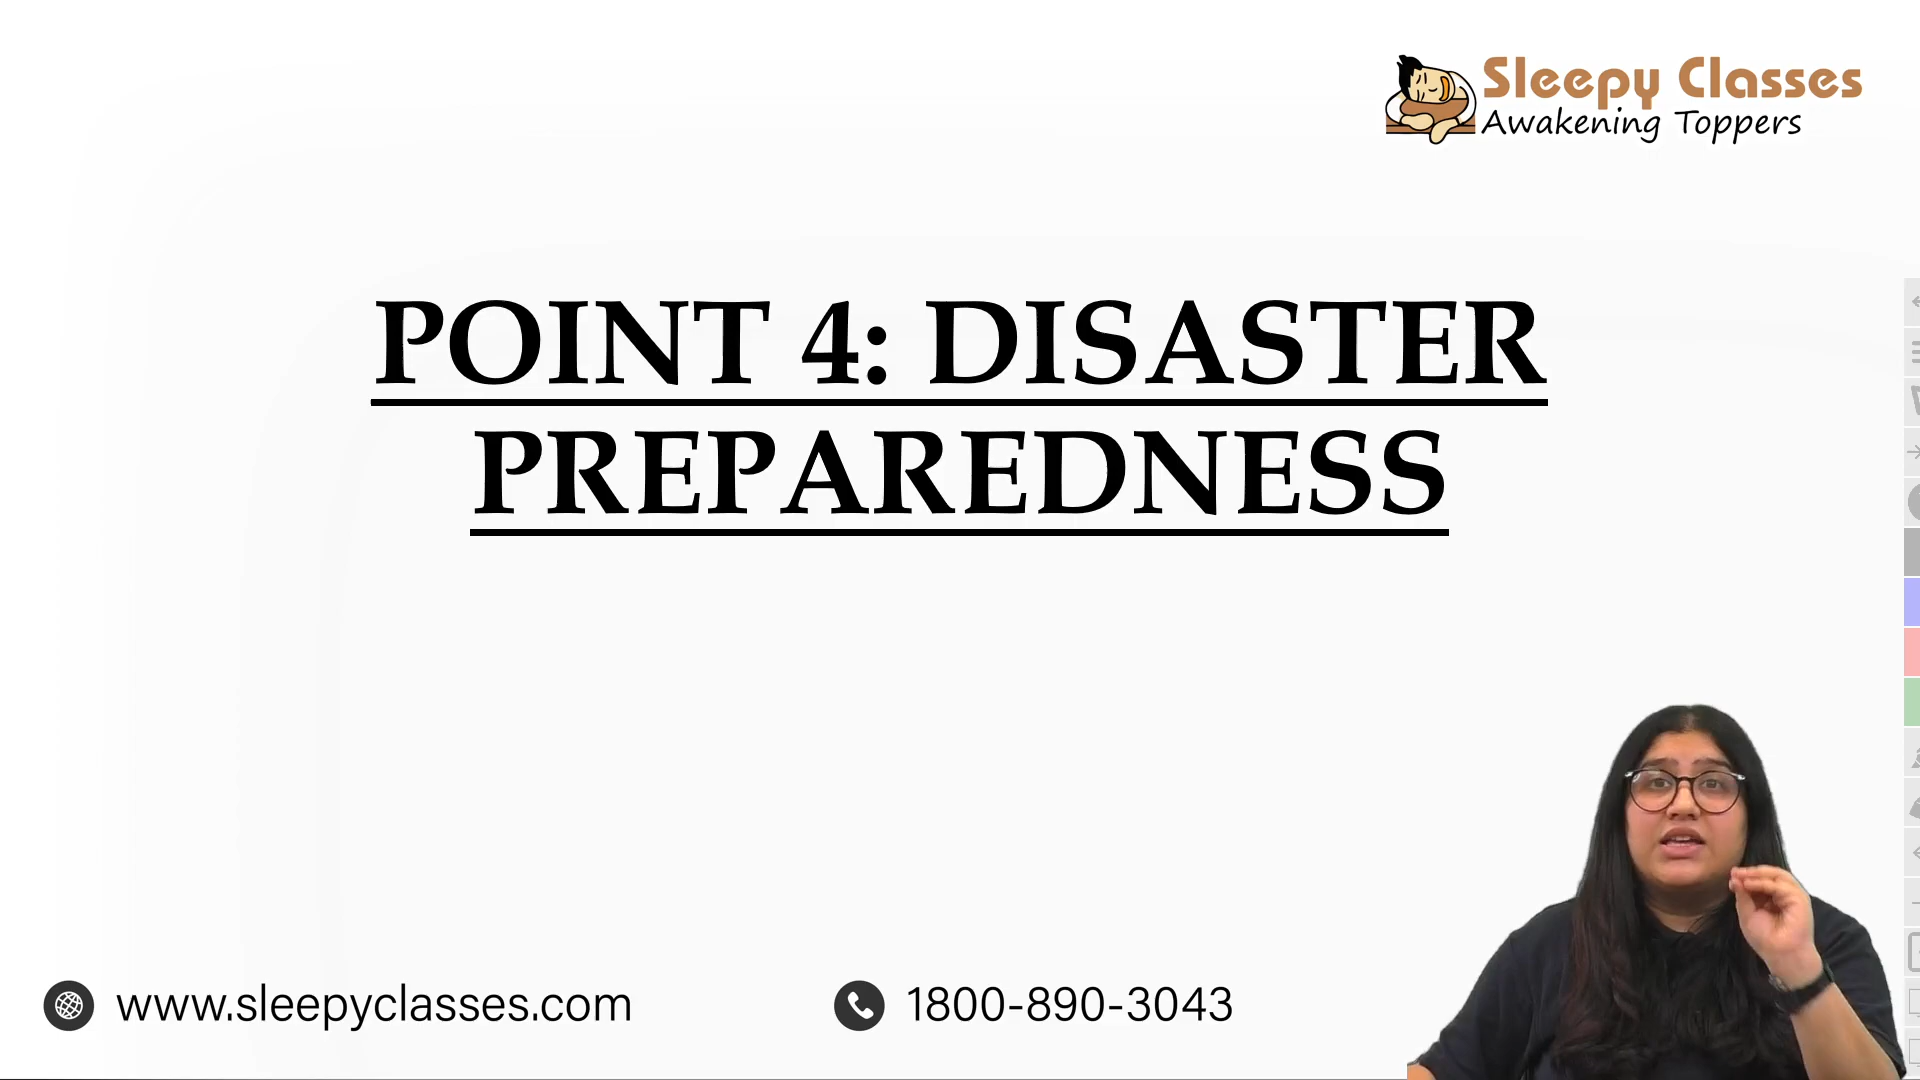 Sleepy Classes
Awakening Toppers
POINT 4: DISASTER
PREPAREDNESS
www.sleepyclasses.com
1800-890-3043